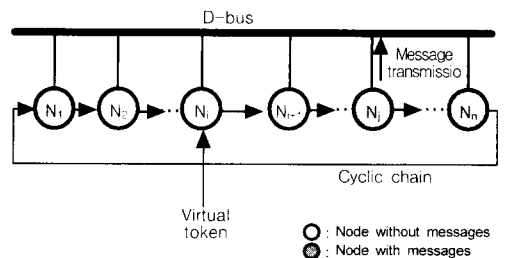 D-bus
Message
transmissio
N1 N2 ... Ni Ni+1 ... Nj ... Nn
Cyclic chain
Virtual
token
: Node without messages
: Node with messages